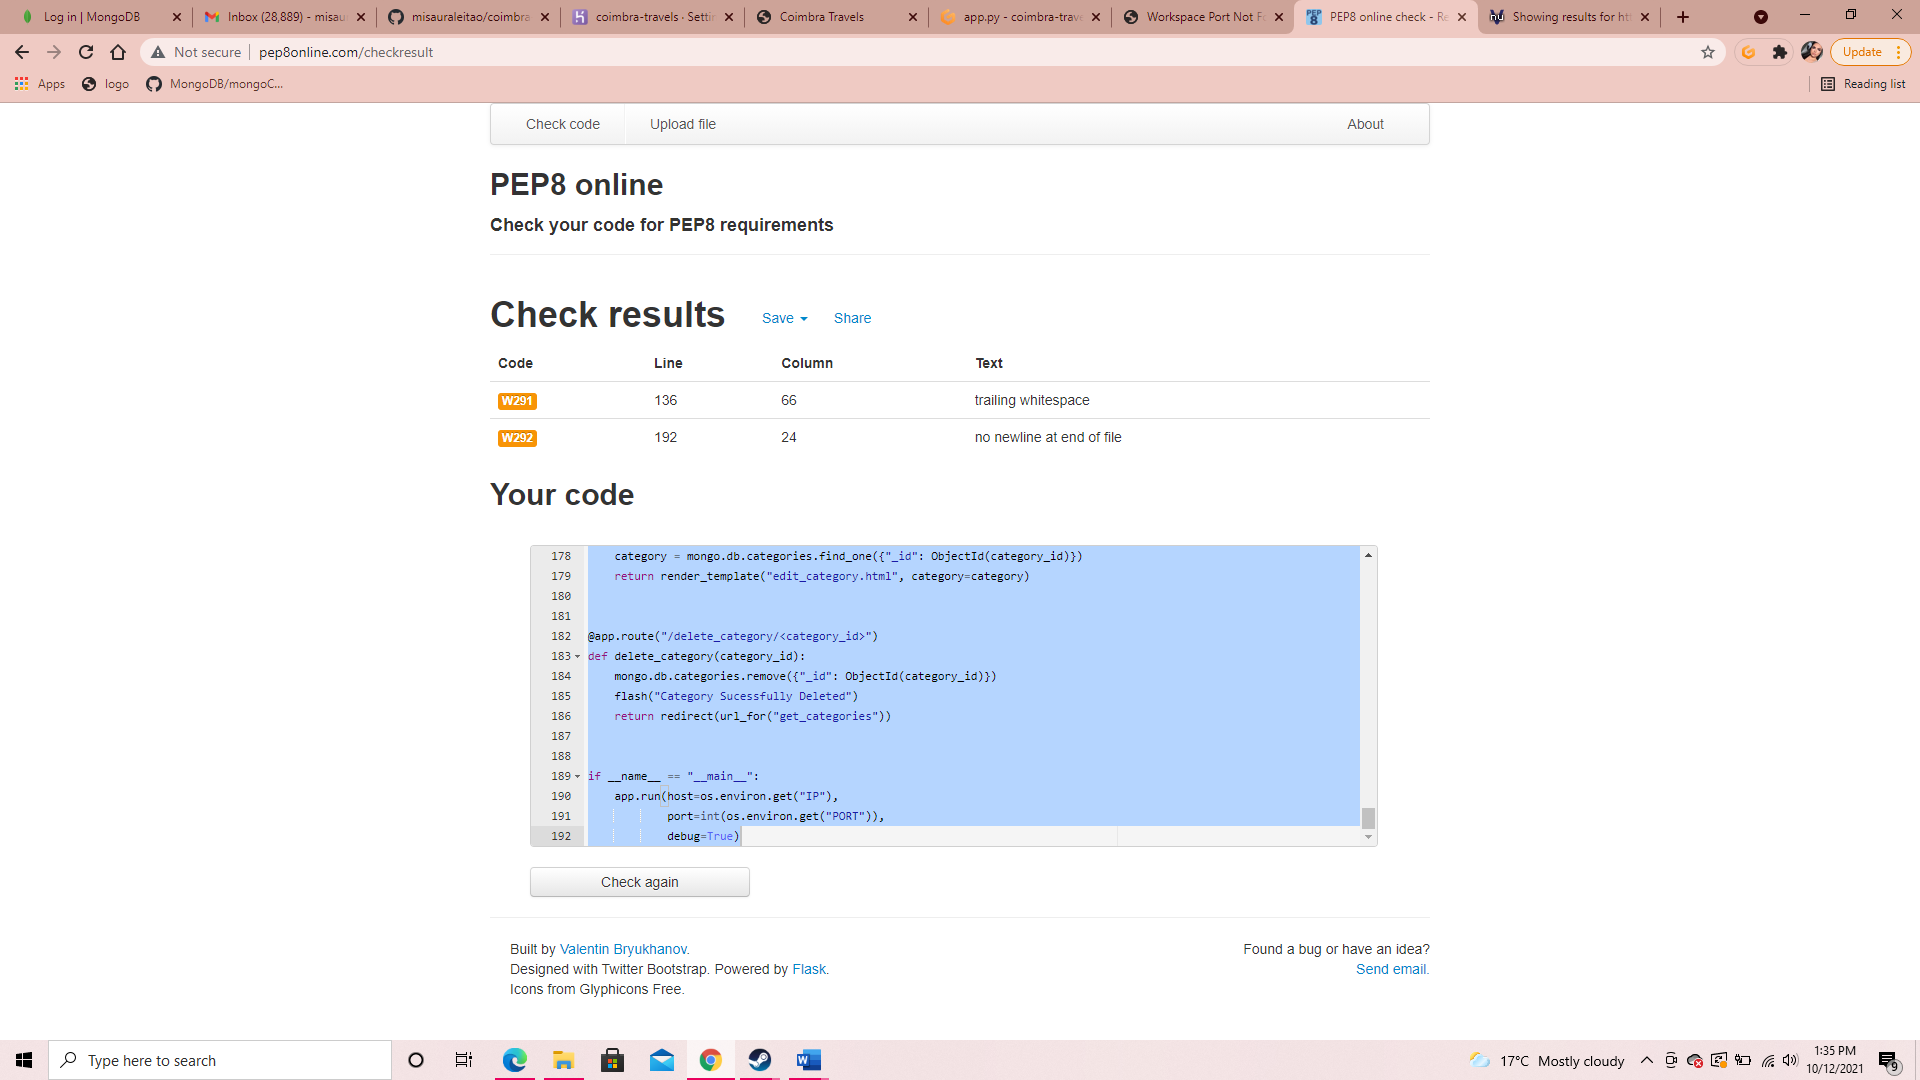 Log in | MongoDB
Inbox (28,889) - misau
misauraleitao/coimbra
coimbra-travels · Setti
Coimbra Travels
app.py - coimbra-trave
Workspace Port Not Fo
PEP8 online check - Re
Showing results for ht
Not secure
pep8online.com/checkresult
Update
Apps
logo
MongoDB/mongoC...
Reading list
Check code
Upload file
About
PEP8 online
Check your code for PEP8 requirements
Check results
Save
Share
Code Line Column Text
W291 136 66 trailing whitespace
W292 192 24 no newline at end of file
Your code
178     category = mongo.db.categories.find_one({"_id": ObjectId(category_id)})
179     return render_template("edit_category.html", category=category)
180
181
182 @app.route("/delete_category/<category_id>")
183 def delete_category(category_id):
184     mongo.db.categories.remove({"_id": ObjectId(category_id)})
185     flash("Category Sucessfully Deleted")
186     return redirect(url_for("get_categories"))
187
188
189 if __name__ == "__main__":
190     app.run(host=os.environ.get("IP"),
191             port=int(os.environ.get("PORT")),
192             debug=True)
Check again
Built by Valentin Bryukhanov.
Designed with Twitter Bootstrap. Powered by Flask.
Icons from Glyphicons Free.
Found a bug or have an idea?
Send email.
Type here to search
17°C Mostly cloudy
1:35 PM
10/12/2021
9